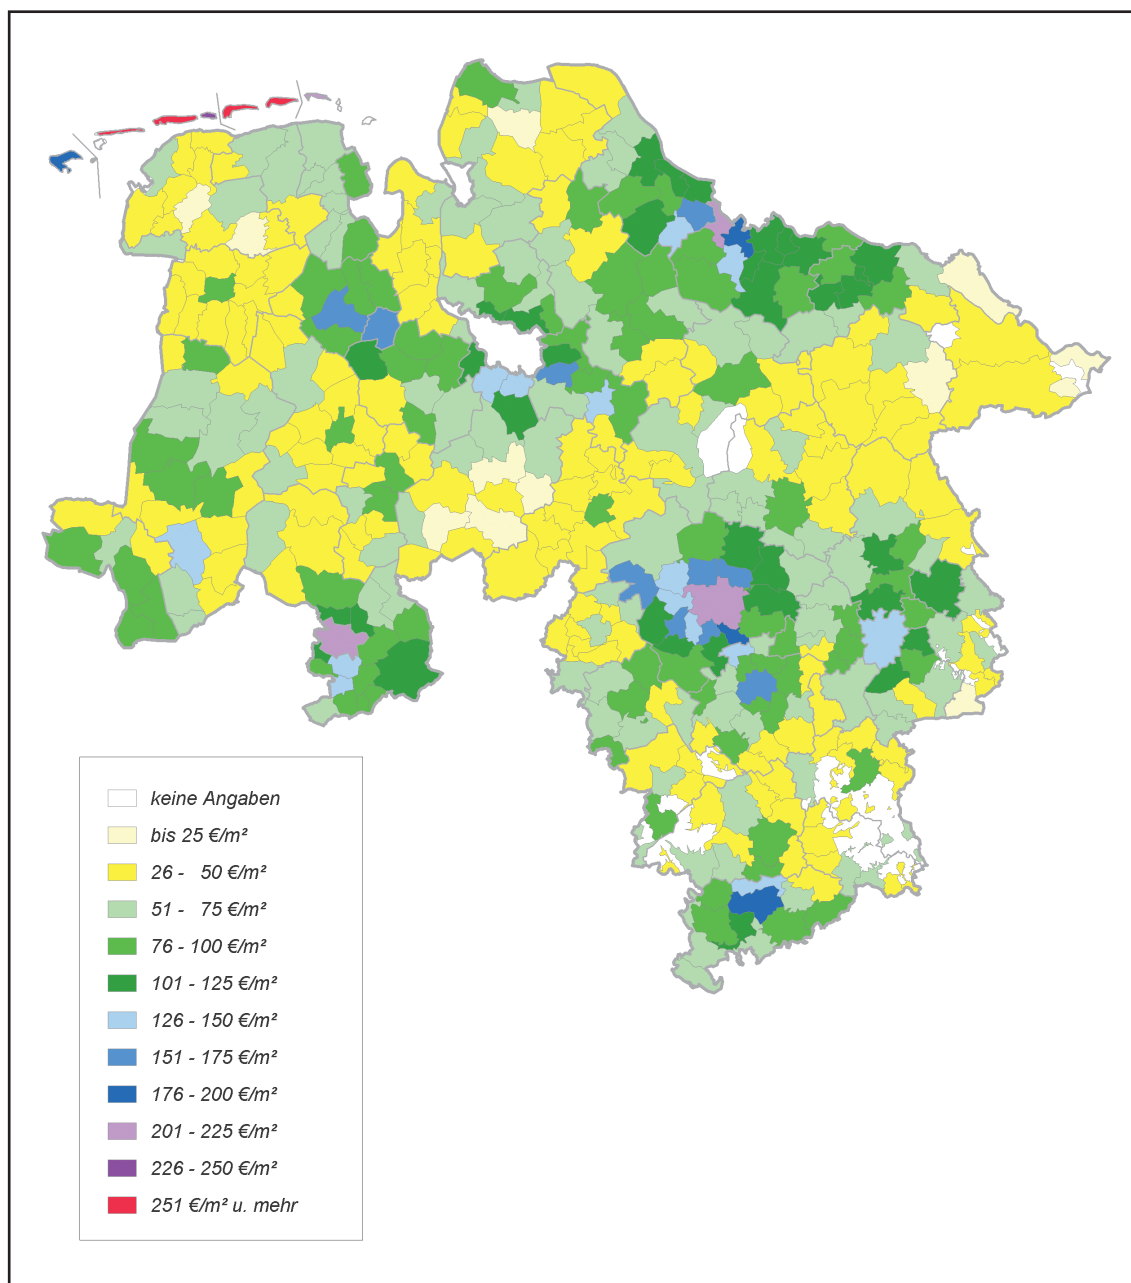 keine Angaben
bis 25 €/m²
26 - 50 €/m²
51 - 75 €/m²
76 - 100 €/m²
101 - 125 €/m²
126 - 150 €/m²
151 - 175 €/m²
176 - 200 €/m²
201 - 225 €/m²
226 - 250 €/m²
251 €/m² u. mehr